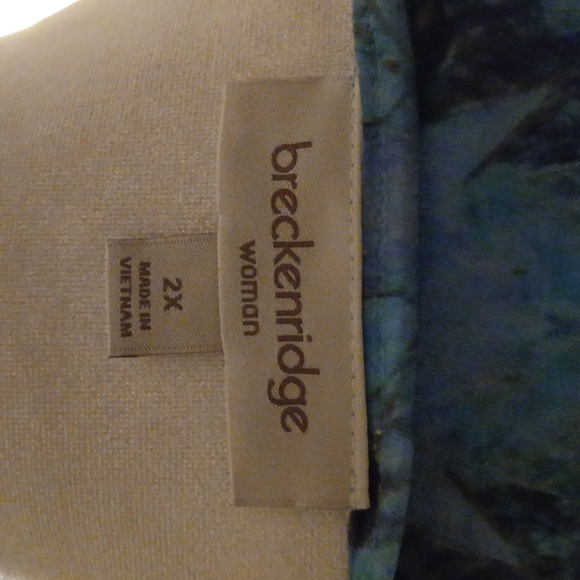 breckenridge
woman
2X
MADE IN
VIETNAM